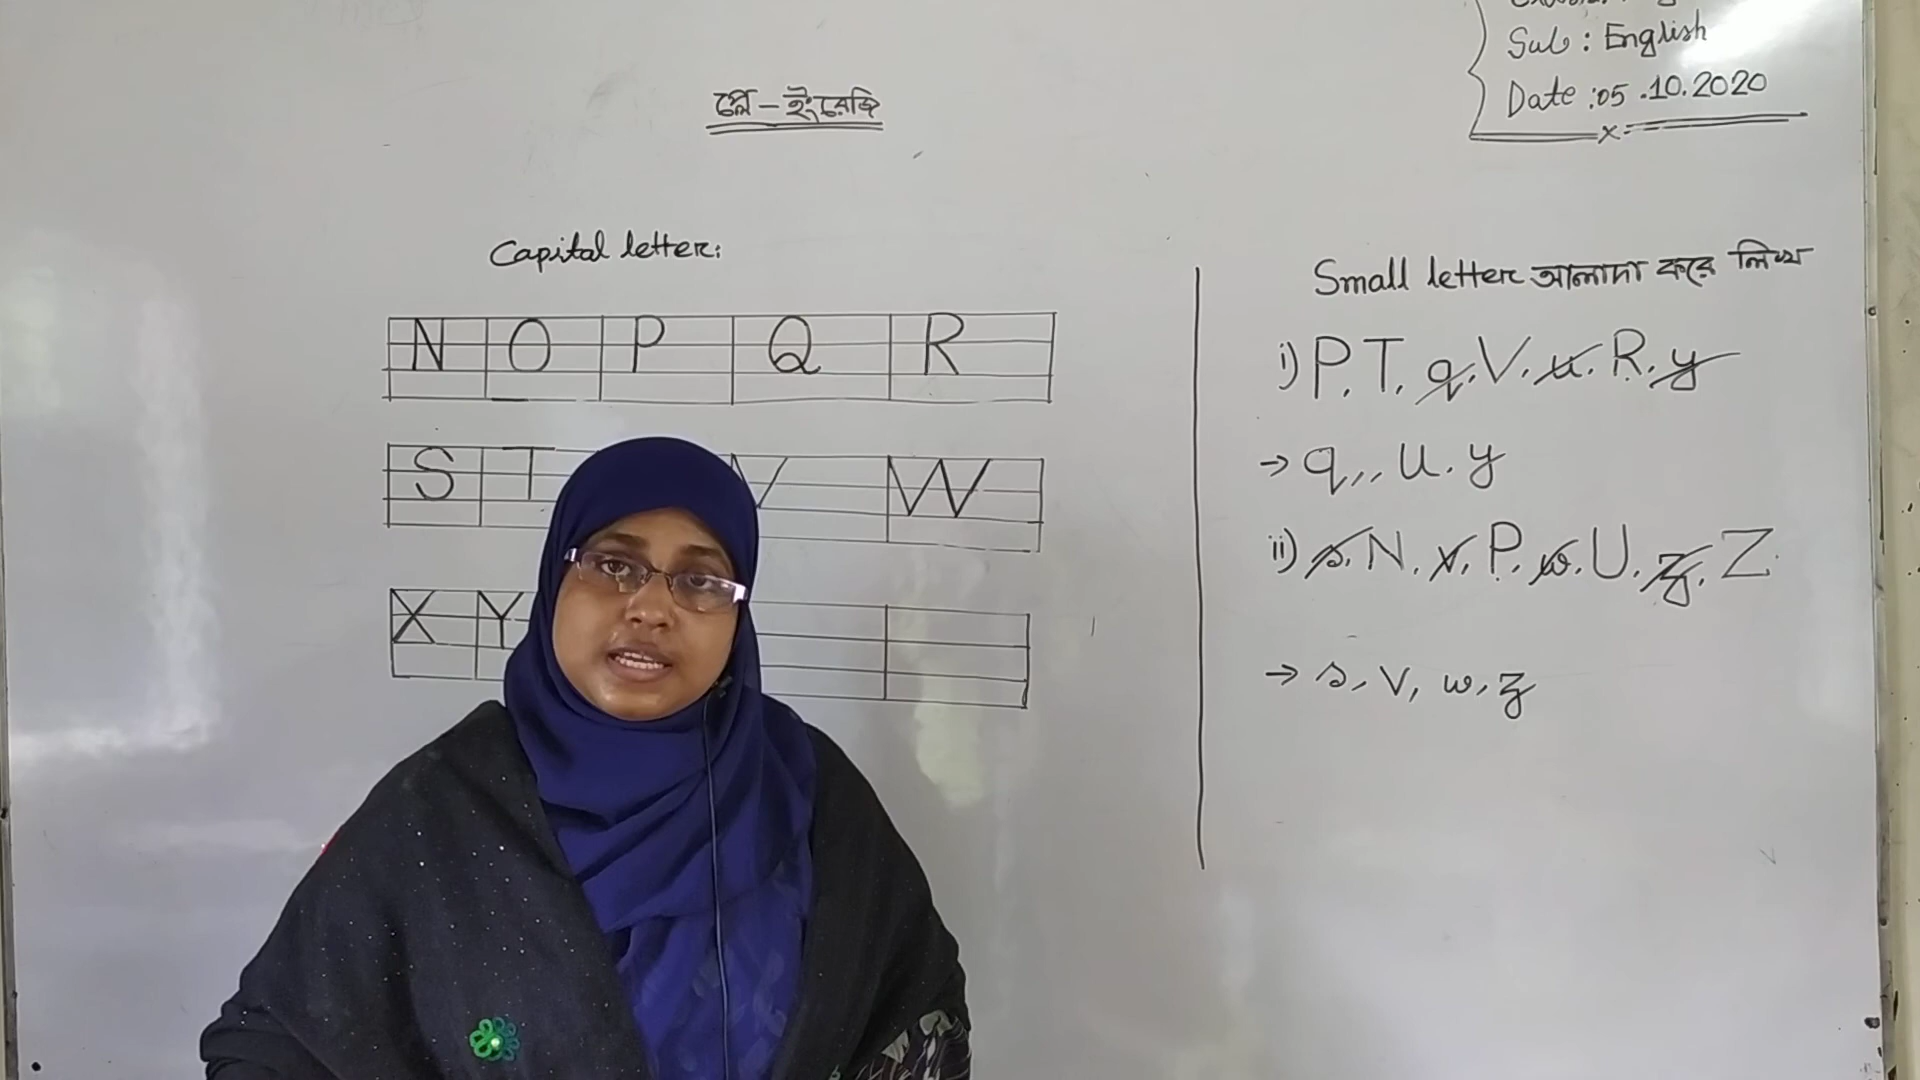 Sub : English
Date : 05.10.2020
প্লে – ইংরেজি
Capital letter:
N O P Q R
S T V W
X Y
Small letter আলাদা করে লিখ
i) P. T. q. V. u. R. y
→ q,, u. y
ii) s. N. v. P. w. U. z. Z
→ s, v, w, z